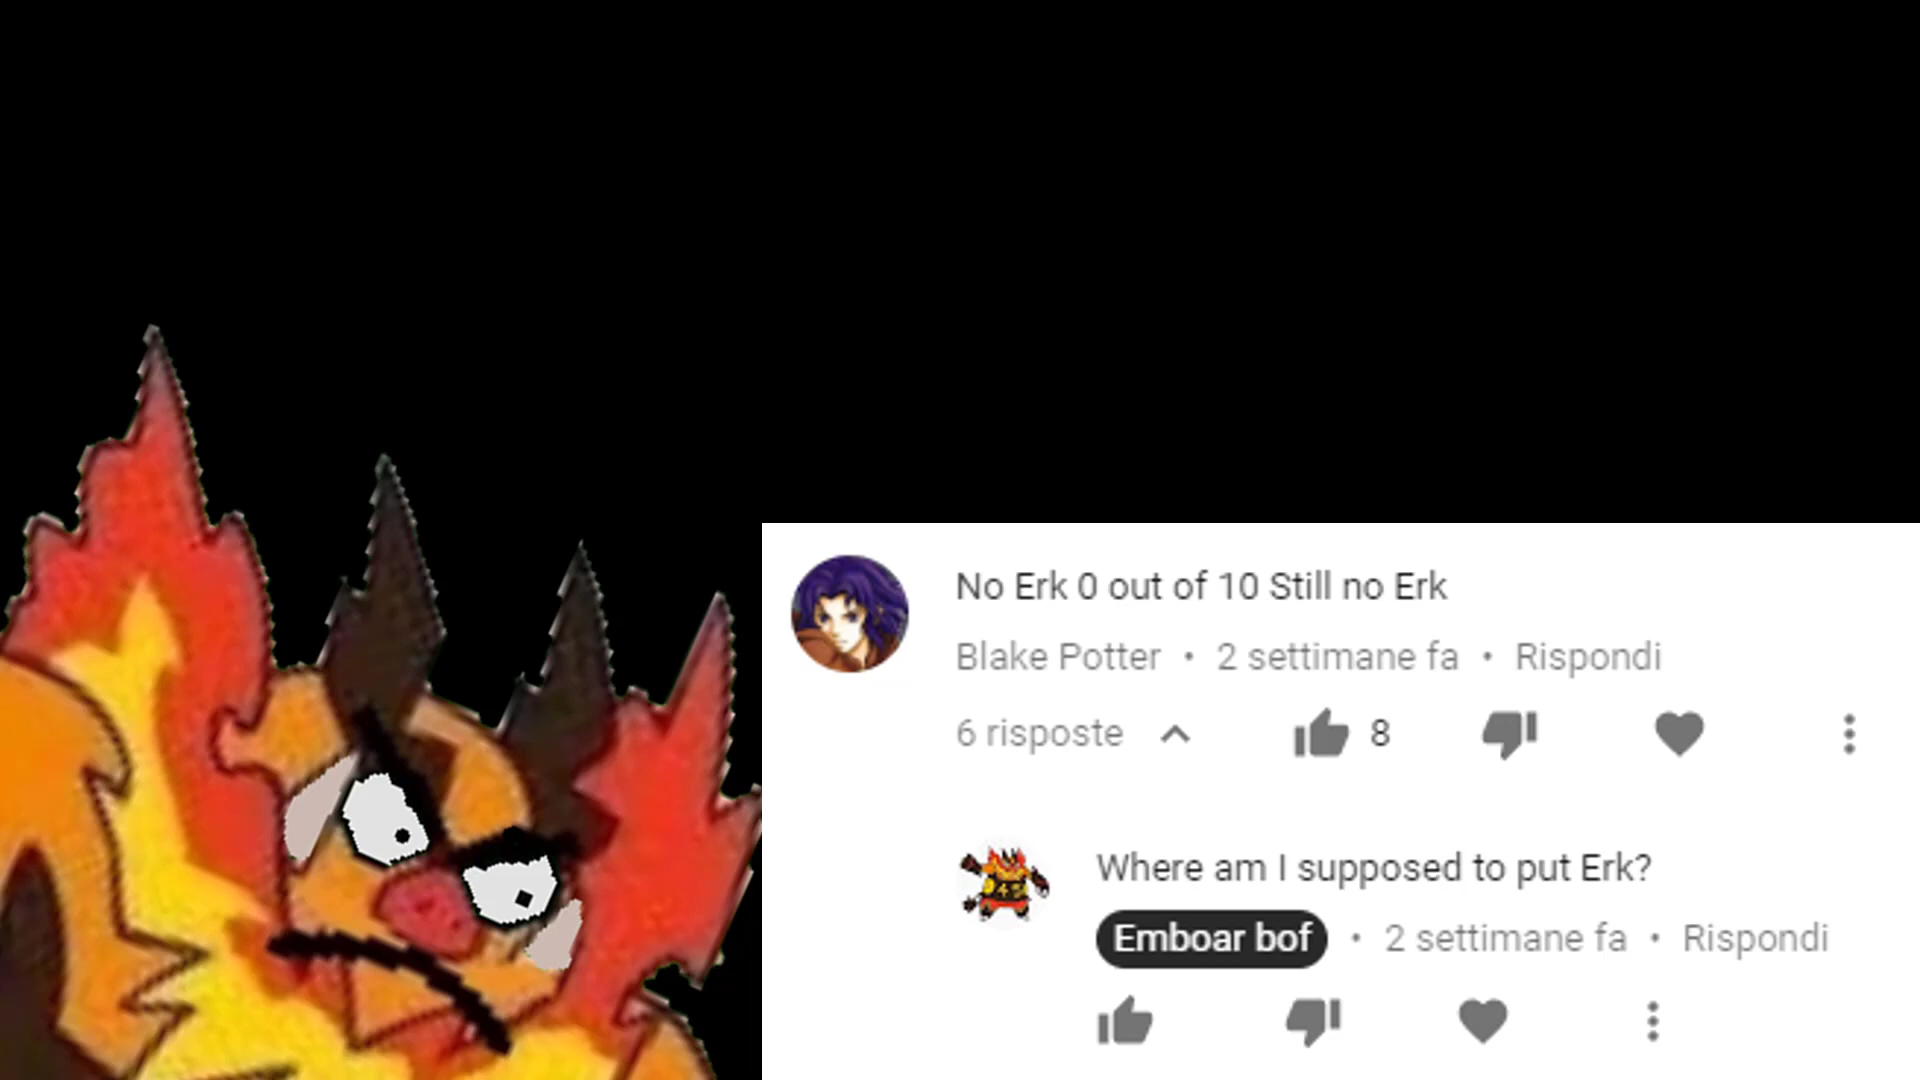 No Erk 0 out of 10 Still no Erk
Blake Potter • 2 settimane fa • Rispondi
6 risposte 8
Where am I supposed to put Erk?
Emboar bof • 2 settimane fa • Rispondi